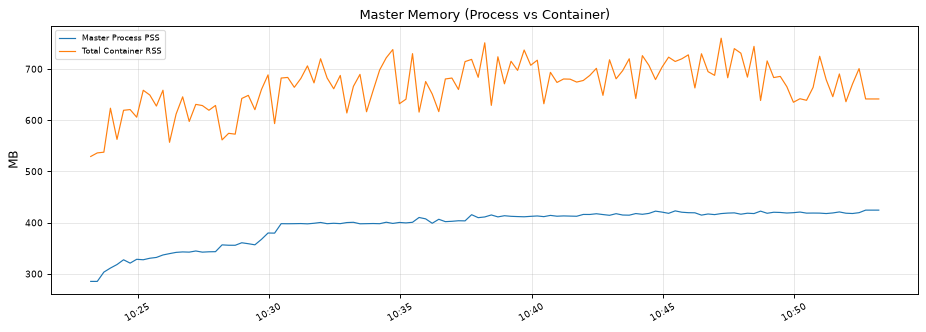 Master Memory (Process vs Container)
Master Process PSS
Total Container RSS
MB
700
600
500
400
300
10:25
10:30
10:35
10:40
10:45
10:50